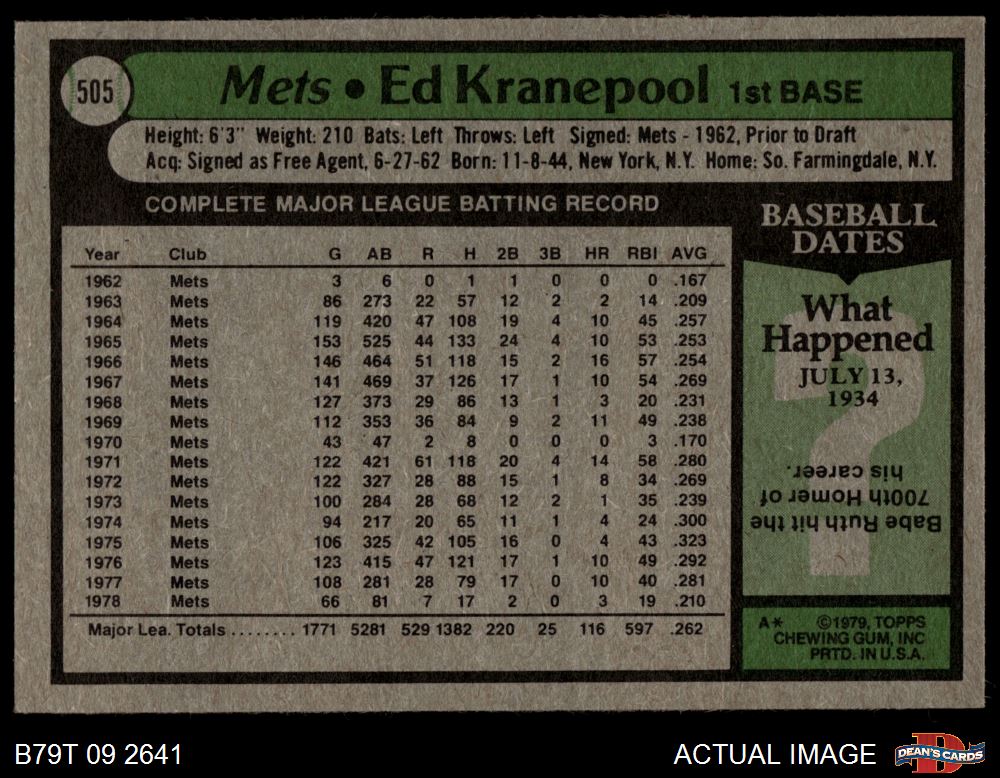 505
Mets • Ed Kranepool 1st BASE
Height: 6'3" Weight: 210 Bats: Left Throws: Left Signed: Mets - 1962, Prior to Draft
Acq: Signed as Free Agent, 6-27-62 Born: 11-8-44, New York, N.Y. Home: So. Farmingdale, N.Y.
COMPLETE MAJOR LEAGUE BATTING RECORD
Year Club G AB R H 2B 3B HR RBI AVG
1962 Mets 3 6 0 1 1 0 0 0 .167
1963 Mets 86 273 22 57 12 2 2 14 .209
1964 Mets 119 420 47 108 19 4 10 45 .257
1965 Mets 153 525 44 133 24 4 10 53 .253
1966 Mets 146 464 51 118 15 2 16 57 .254
1967 Mets 141 469 37 126 17 1 10 54 .269
1968 Mets 127 373 29 86 13 1 3 20 .231
1969 Mets 112 353 36 84 9 2 11 49 .238
1970 Mets 43 47 2 8 0 0 0 3 .170
1971 Mets 122 421 61 118 20 4 14 58 .280
1972 Mets 122 327 28 88 15 1 8 34 .269
1973 Mets 100 284 28 68 12 2 1 35 .239
1974 Mets 94 217 20 65 11 1 4 24 .300
1975 Mets 106 325 42 105 16 0 4 43 .323
1976 Mets 123 415 47 121 17 1 10 49 .292
1977 Mets 108 281 28 79 17 0 10 40 .281
1978 Mets 66 81 7 17 2 0 3 19 .210
Major Lea. Totals ........ 1771 5281 529 1382 220 25 116 597 .262
BASEBALL
DATES
What
Happened
JULY 13,
1934
?
Babe Ruth hit the
700th Homer of
his career.
A* ©1979, TOPPS
CHEWING GUM, INC
PRTD. IN U.S.A.
B79T 09 2641
ACTUAL IMAGE
DEAN'S CARDS